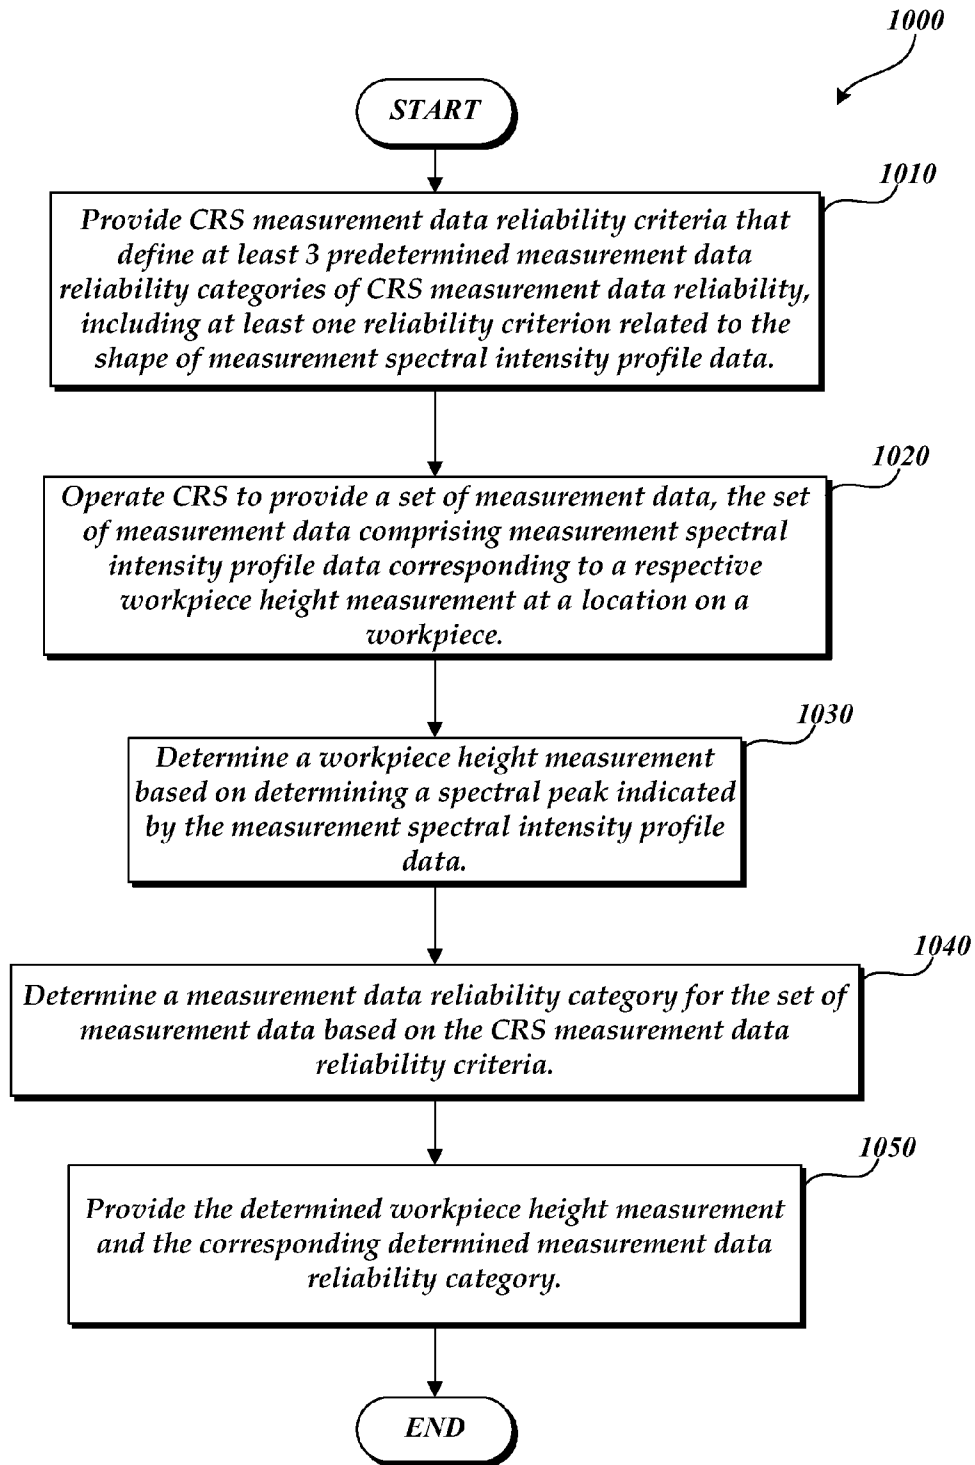 1000
START
1010
Provide CRS measurement data reliability criteria that
define at least 3 predetermined measurement data
reliability categories of CRS measurement data reliability,
including at least one reliability criterion related to the
shape of measurement spectral intensity profile data.
1020
Operate CRS to provide a set of measurement data, the set
of measurement data comprising measurement spectral
intensity profile data corresponding to a respective
workpiece height measurement at a location on a
workpiece.
1030
Determine a workpiece height measurement
based on determining a spectral peak indicated
by the measurement spectral intensity profile
data.
1040
Determine a measurement data reliability category for the set of
measurement data based on the CRS measurement data
reliability criteria.
1050
Provide the determined workpiece height measurement
and the corresponding determined measurement data
reliability category.
END